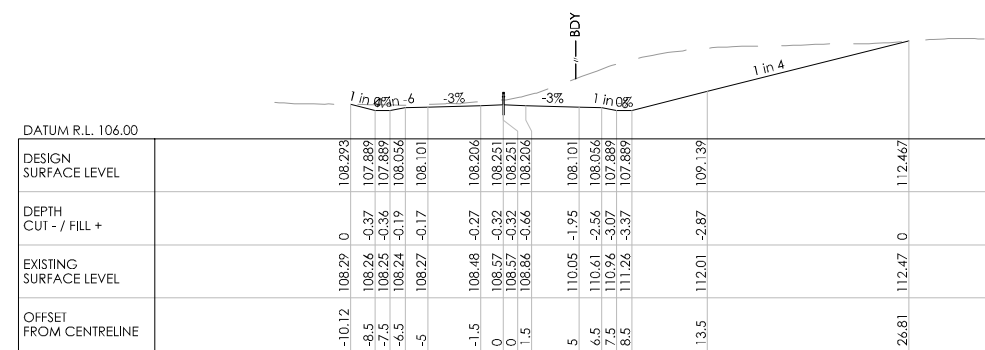 BDY
1 in 4
1 in
-6
-3%
-3%
1 in
DATUM R.L. 106.00
DESIGN
SURFACE LEVEL
108.293 107.889 107.889 108.056 108.101 108.206 108.251 108.251 108.206 108.101 108.056 107.889 107.889 109.139 112.467
DEPTH
CUT - / FILL +
0 -0.37 -0.36 -0.19 -0.17 -0.27 -0.32 -0.32 -0.66 -1.95 -2.56 -3.07 -3.37 -2.87 0
EXISTING
SURFACE LEVEL
108.29 108.26 108.25 108.24 108.27 108.48 108.57 108.57 108.86 110.05 110.61 110.96 111.26 112.01 112.47
OFFSET
FROM CENTRELINE
-10.12 -8.5 -7.5 -6.5 -5 -1.5 0 0 1.5 5 6.5 7.5 8.5 13.5 26.81